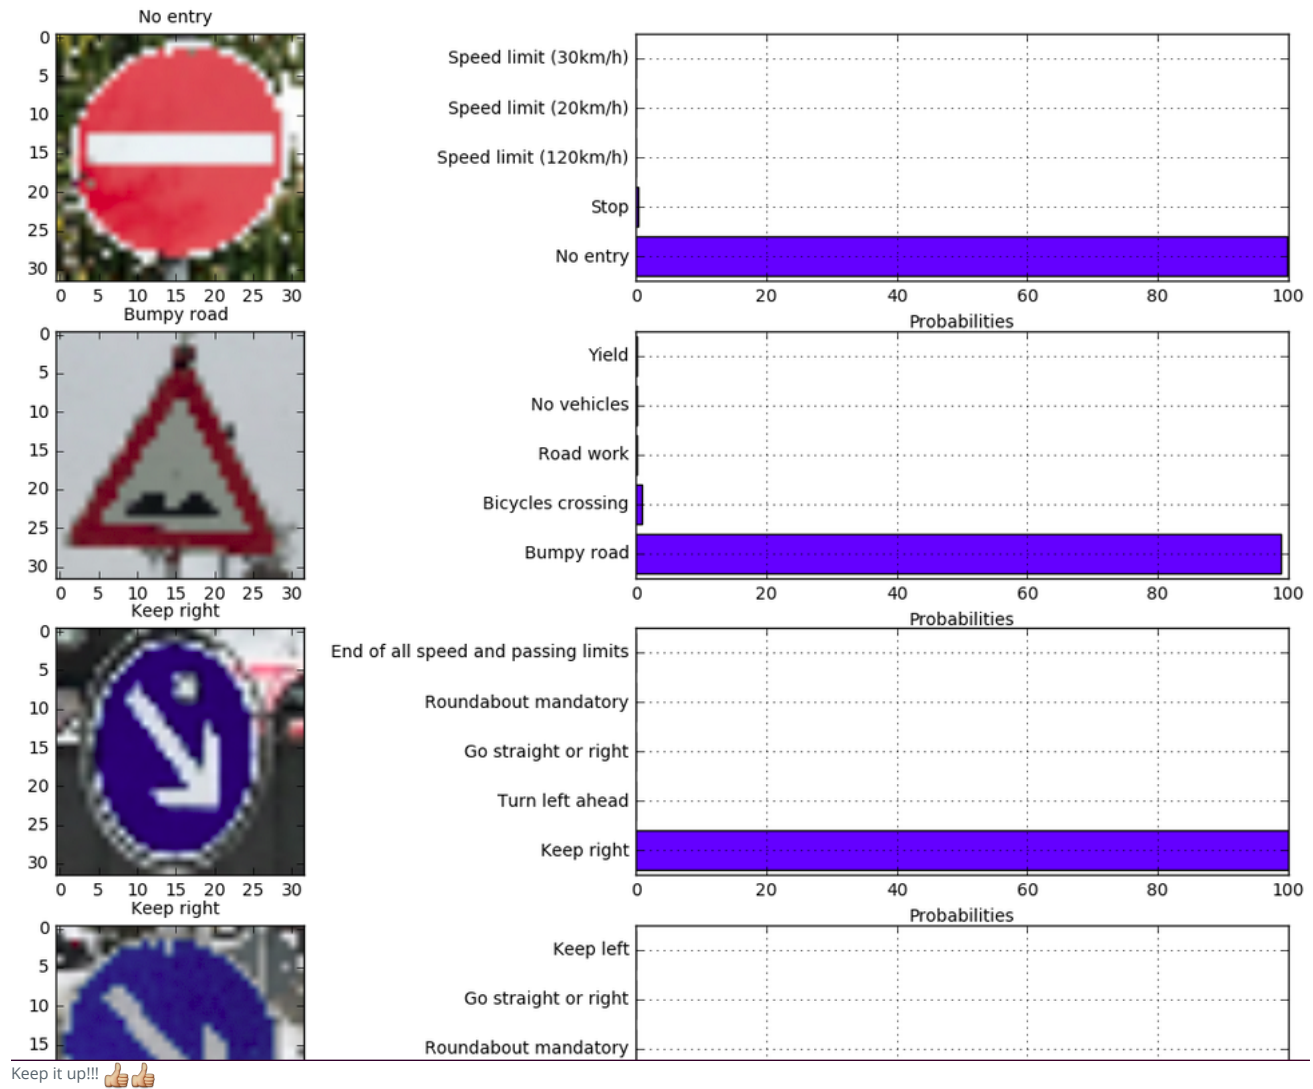 No entry
0
5
10
15
20
25
30
0 5 10 15 20 25 30
Speed limit (30km/h)
Speed limit (20km/h)
Speed limit (120km/h)
Stop
No entry
0 20 40 60 80 100
Probabilities
Bumpy road
0
5
10
15
20
25
30
0 5 10 15 20 25 30
Yield
No vehicles
Road work
Bicycles crossing
Bumpy road
0 20 40 60 80 100
Probabilities
Keep right
0
5
10
15
20
25
30
0 5 10 15 20 25 30
End of all speed and passing limits
Roundabout mandatory
Go straight or right
Turn left ahead
Keep right
0 20 40 60 80 100
Probabilities
Keep right
0
5
10
15
Keep left
Go straight or right
Roundabout mandatory
Keep it up!!! 👍🏼👍🏼